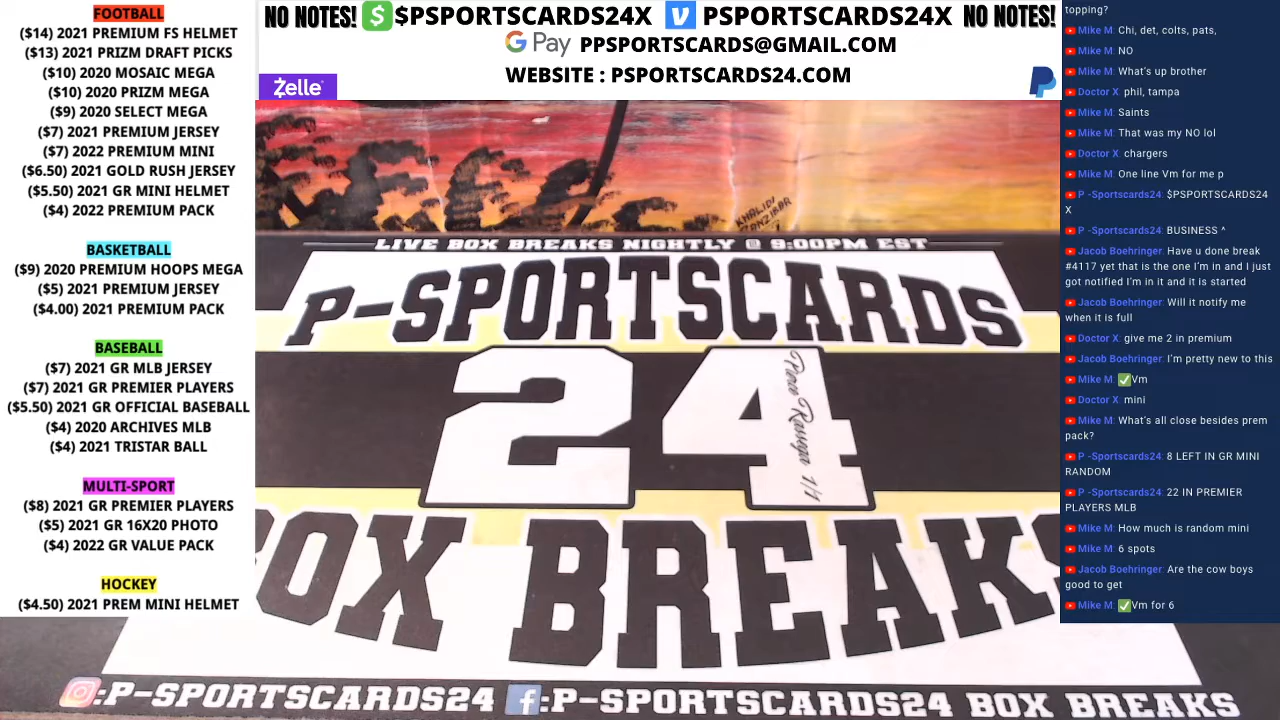 FOOTBALL
($14) 2021 PREMIUM FS HELMET
($13) 2021 PRIZM DRAFT PICKS
($10) 2020 MOSAIC MEGA
($10) 2020 PRIZM MEGA
($9) 2020 SELECT MEGA
($7) 2021 PREMIUM JERSEY
($7) 2022 PREMIUM MINI
($6.50) 2021 GOLD RUSH JERSEY
($5.50) 2021 GR MINI HELMET
($4) 2022 PREMIUM PACK
BASKETBALL
($9) 2020 PREMIUM HOOPS MEGA
($5) 2021 PREMIUM JERSEY
($4.00) 2021 PREMIUM PACK
BASEBALL
($7) 2021 GR MLB JERSEY
($7) 2021 GR PREMIER PLAYERS
($5.50) 2021 GR OFFICIAL BASEBALL
($4) 2020 ARCHIVES MLB
($4) 2021 TRISTAR BALL
MULTI-SPORT
($8) 2021 GR PREMIER PLAYERS
($5) 2021 GR 16X20 PHOTO
($4) 2022 GR VALUE PACK
HOCKEY
($4.50) 2021 PREM MINI HELMET
NO NOTES! $ $PSPORTSCARDS24X V PSPORTSCARDS24X NO NOTES!
G Pay PPSPORTSCARDS@GMAIL.COM
WEBSITE : PSPORTSCARDS24.COM
Zelle
KHALIDI
ZANZIBAR
LIVE BOX BREAKS NIGHTLY @ 9:00PM EST
P-SPORTSCARDS
24
1/1
BOX BREAKS
:P-SPORTSCARDS24 f:P-SPORTSCARDS24 BOX BREAKS
topping?
Mike M: Chi, det, colts, pats,
Mike M: NO
Mike M: What's up brother
Doctor X: phil, tampa
Mike M: Saints
Mike M: That was my NO lol
Doctor X: chargers
Mike M: One line Vm for me p
P -Sportscards24: $PSPORTSCARDS24
X
P -Sportscards24: BUSINESS ^
Jacob Boehringer: Have u done break
#4117 yet that is the one I'm in and I just
got notified I'm in it and it is started
Jacob Boehringer: Will it notify me
when it is full
Doctor X: give me 2 in premium
Jacob Boehringer: I'm pretty new to this
Mike M: ✅Vm
Doctor X: mini
Mike M: What's all close besides prem
pack?
P -Sportscards24: 8 LEFT IN GR MINI
RANDOM
P -Sportscards24: 22 IN PREMIER
PLAYERS MLB
Mike M: How much is random mini
Mike M: 6 spots
Jacob Boehringer: Are the cow boys
good to get
Mike M: ✅Vm for 6